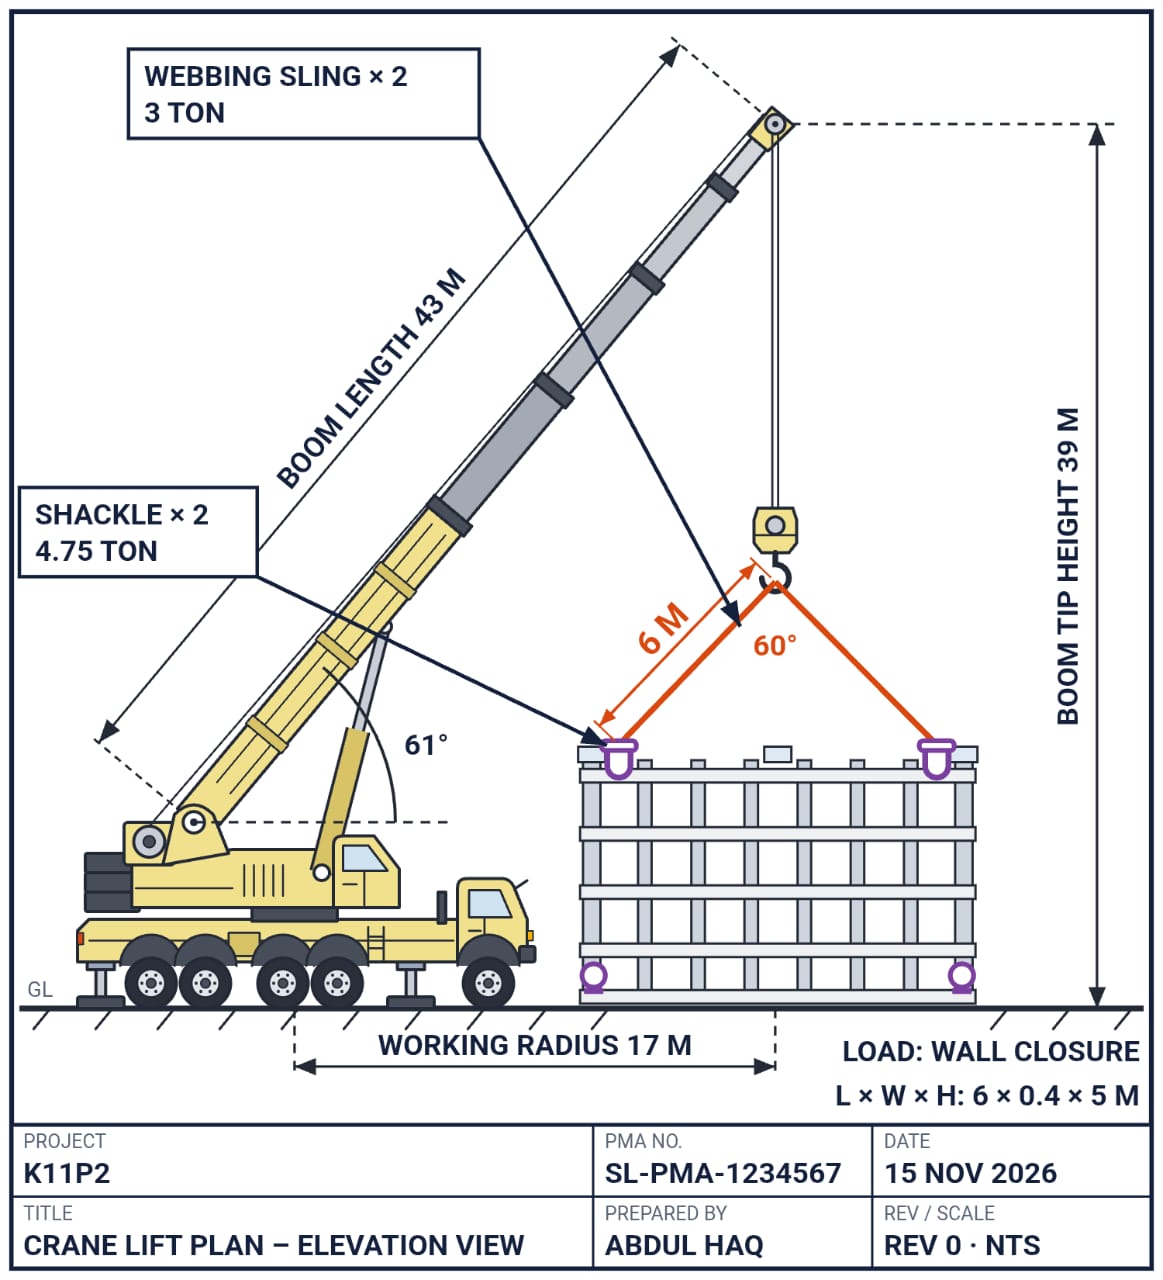 WEBBING SLING × 2
3 TON
BOOM LENGTH 43 M
SHACKLE × 2
4.75 TON
6 M
60°
61°
BOOM TIP HEIGHT 39 M
GL
WORKING RADIUS 17 M
LOAD: WALL CLOSURE
L × W × H: 6 × 0.4 × 5 M
PROJECT
K11P2
PMA NO.
SL-PMA-1234567
DATE
15 NOV 2026
TITLE
CRANE LIFT PLAN – ELEVATION VIEW
PREPARED BY
ABDUL HAQ
REV / SCALE
REV 0 · NTS